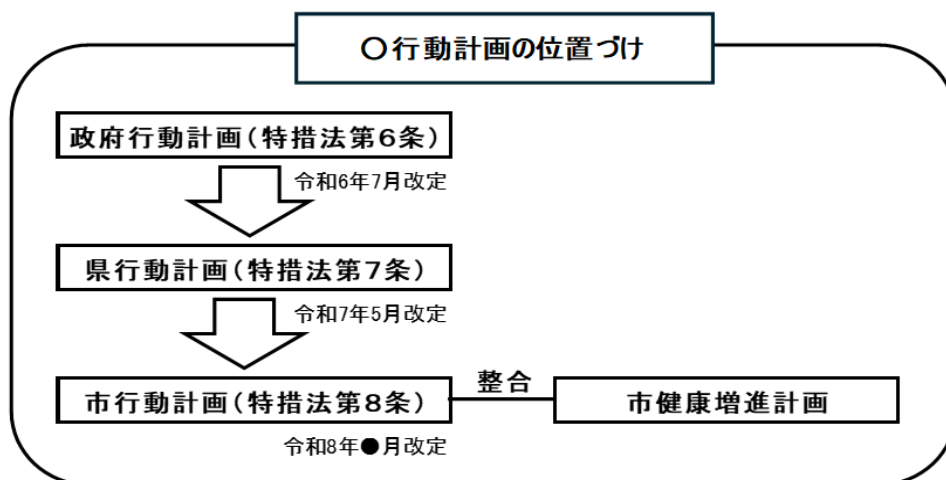 〇行動計画の位置づけ
政府行動計画(特措法第6条)
令和6年7月改定
県行動計画(特措法第7条)
令和7年5月改定
市行動計画(特措法第8条)
整合
市健康増進計画
令和8年●月改定